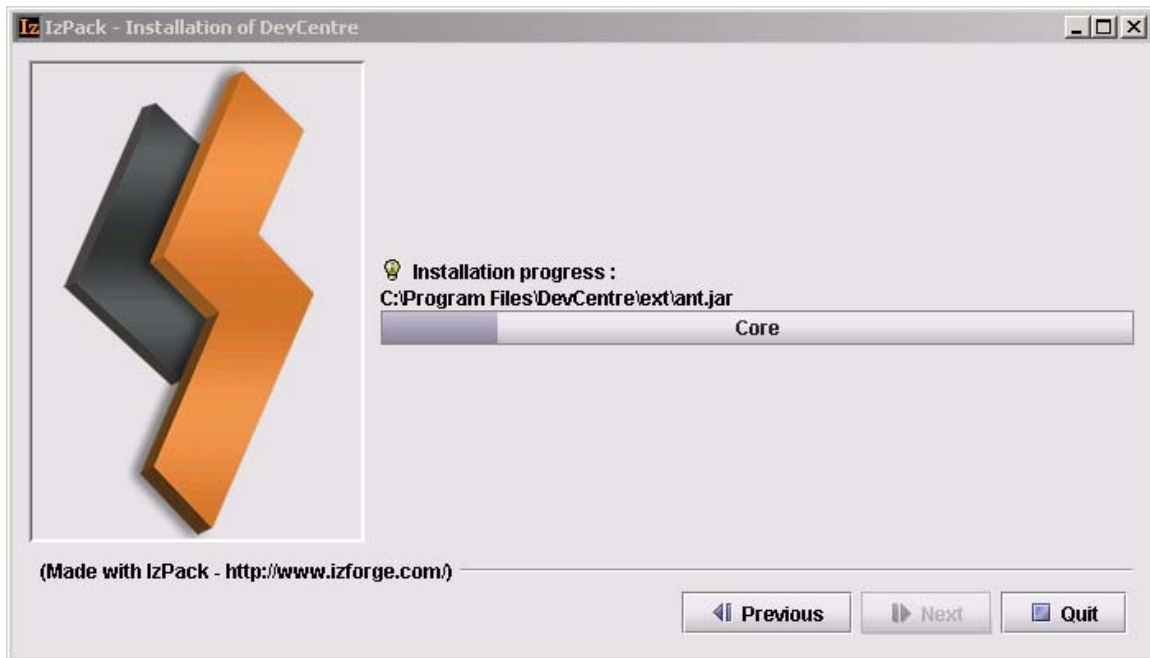 Iz IzPack - Installation of DevCentre
Installation progress :
C:\Program Files\DevCentre\ext\ant.jar
Core
(Made with IzPack - http://www.izforge.com/)
Previous
Next
Quit